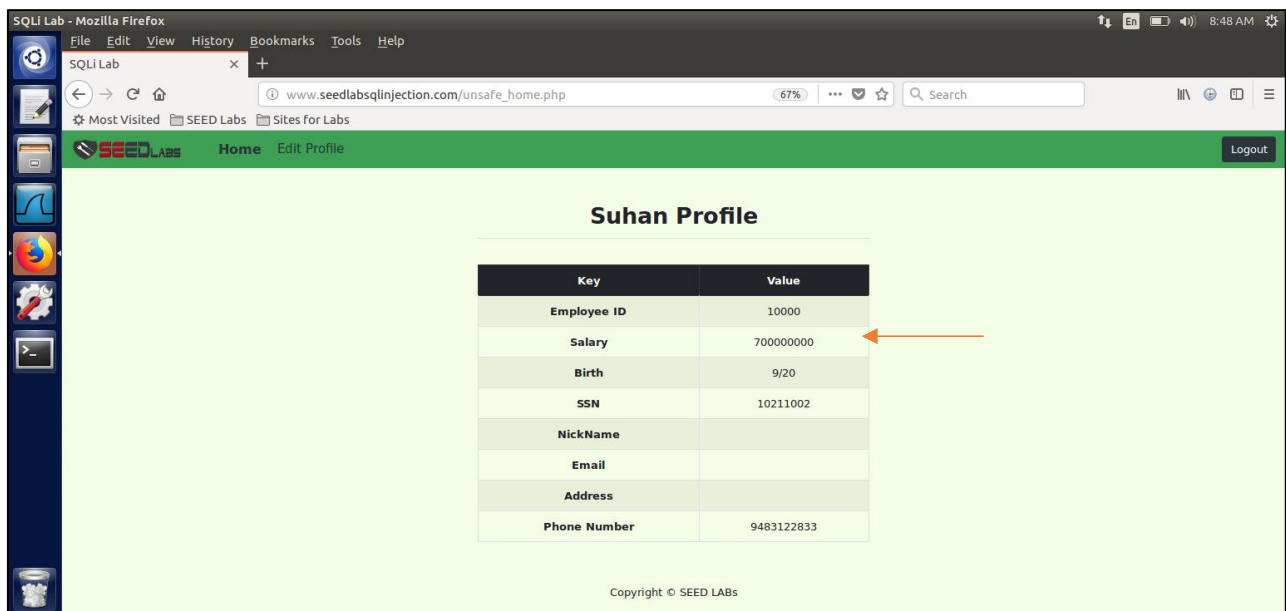 SQLi Lab - Mozilla Firefox En 8:48 AM
File Edit View History Bookmarks Tools Help
SQLi Lab
www.seedlabsqlinjection.com/unsafe_home.php 67% Search
Most Visited SEED Labs Sites for Labs
SEEDLABS Home Edit Profile Logout
Suhan Profile
Key Value
Employee ID 10000
Salary 700000000
Birth 9/20
SSN 10211002
NickName
Email
Address
Phone Number 9483122833
Copyright © SEED LABs